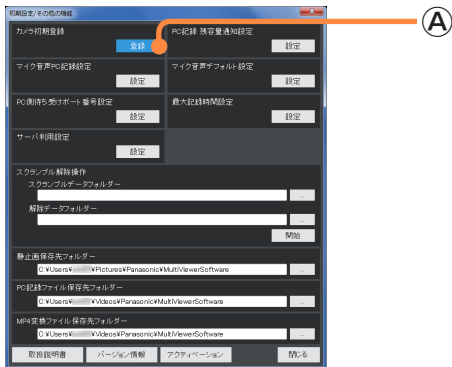 初期設定/その他の機能
カメラ初期登録
登録
PC記録 残容量通知設定
設定
A
マイク音声PC記録設定
設定
マイク音声デフォルト設定
設定
PC側待ち受けポート番号設定
設定
最大記録時間設定
設定
サーバ利用設定
設定
スクランブル解除操作
スクランブルデータフォルダー
...
解除データフォルダー
...
開始
静止画保存先フォルダー
C:¥Users¥ ¥Pictures¥Panasonic¥MultiViewerSoftware
...
PC記録ファイル保存先フォルダー
C:¥Users¥ ¥Videos¥Panasonic¥MultiViewerSoftware
...
MP4変換ファイル保存先フォルダー
C:¥Users¥ ¥Videos¥Panasonic¥MultiViewerSoftware
...
取扱説明書 バージョン情報 アクティベーション 閉じる